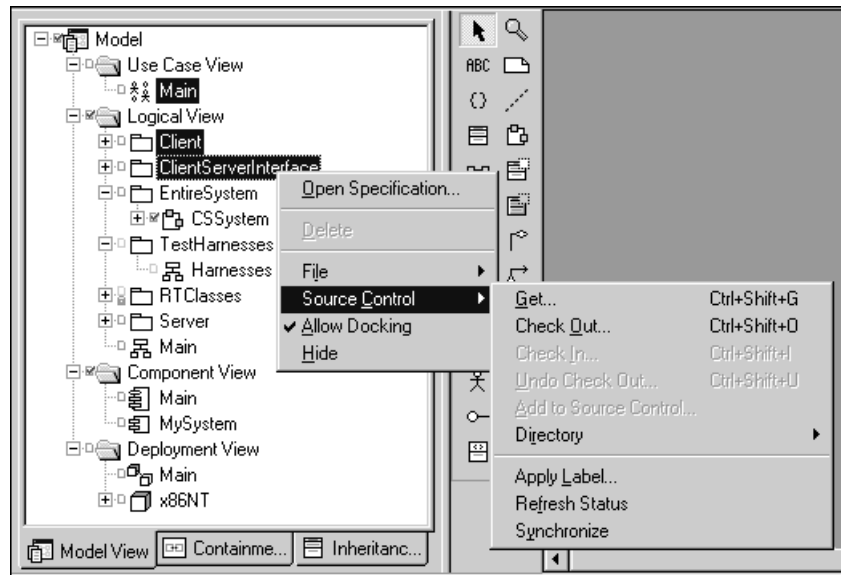 Model
Use Case View
Main
Logical View
Client
ClientServerInterface
EntireSystem
CSSystem
TestHarnesses
Harnesses
RTClasses
Server
Main
Component View
Main
MySystem
Deployment View
Main
x86NT
Model View
Containme...
Inheritanc...
ABC
Open Specification...
Delete
File
Source Control
Allow Docking
Hide
Get... Ctrl+Shift+G
Check Out... Ctrl+Shift+O
Check In... Ctrl+Shift+I
Undo Check Out... Ctrl+Shift+U
Add to Source Control...
Directory
Apply Label...
Refresh Status
Synchronize